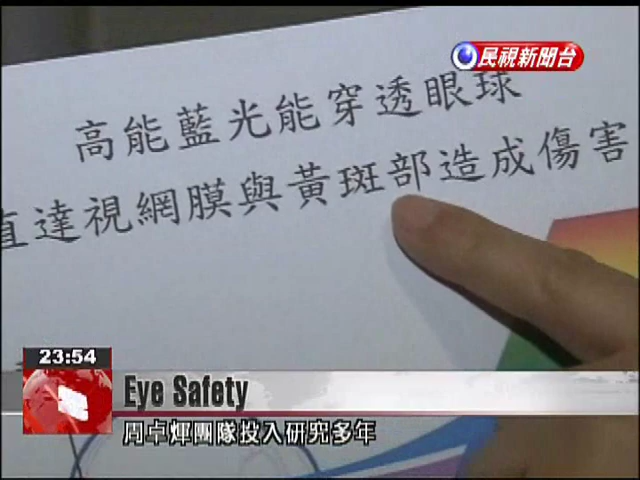 民視新聞台
高能藍光能穿透眼球
直達視網膜與黃斑部造成傷害
23:54
Eye Safety
周卓煇團隊投入研究多年